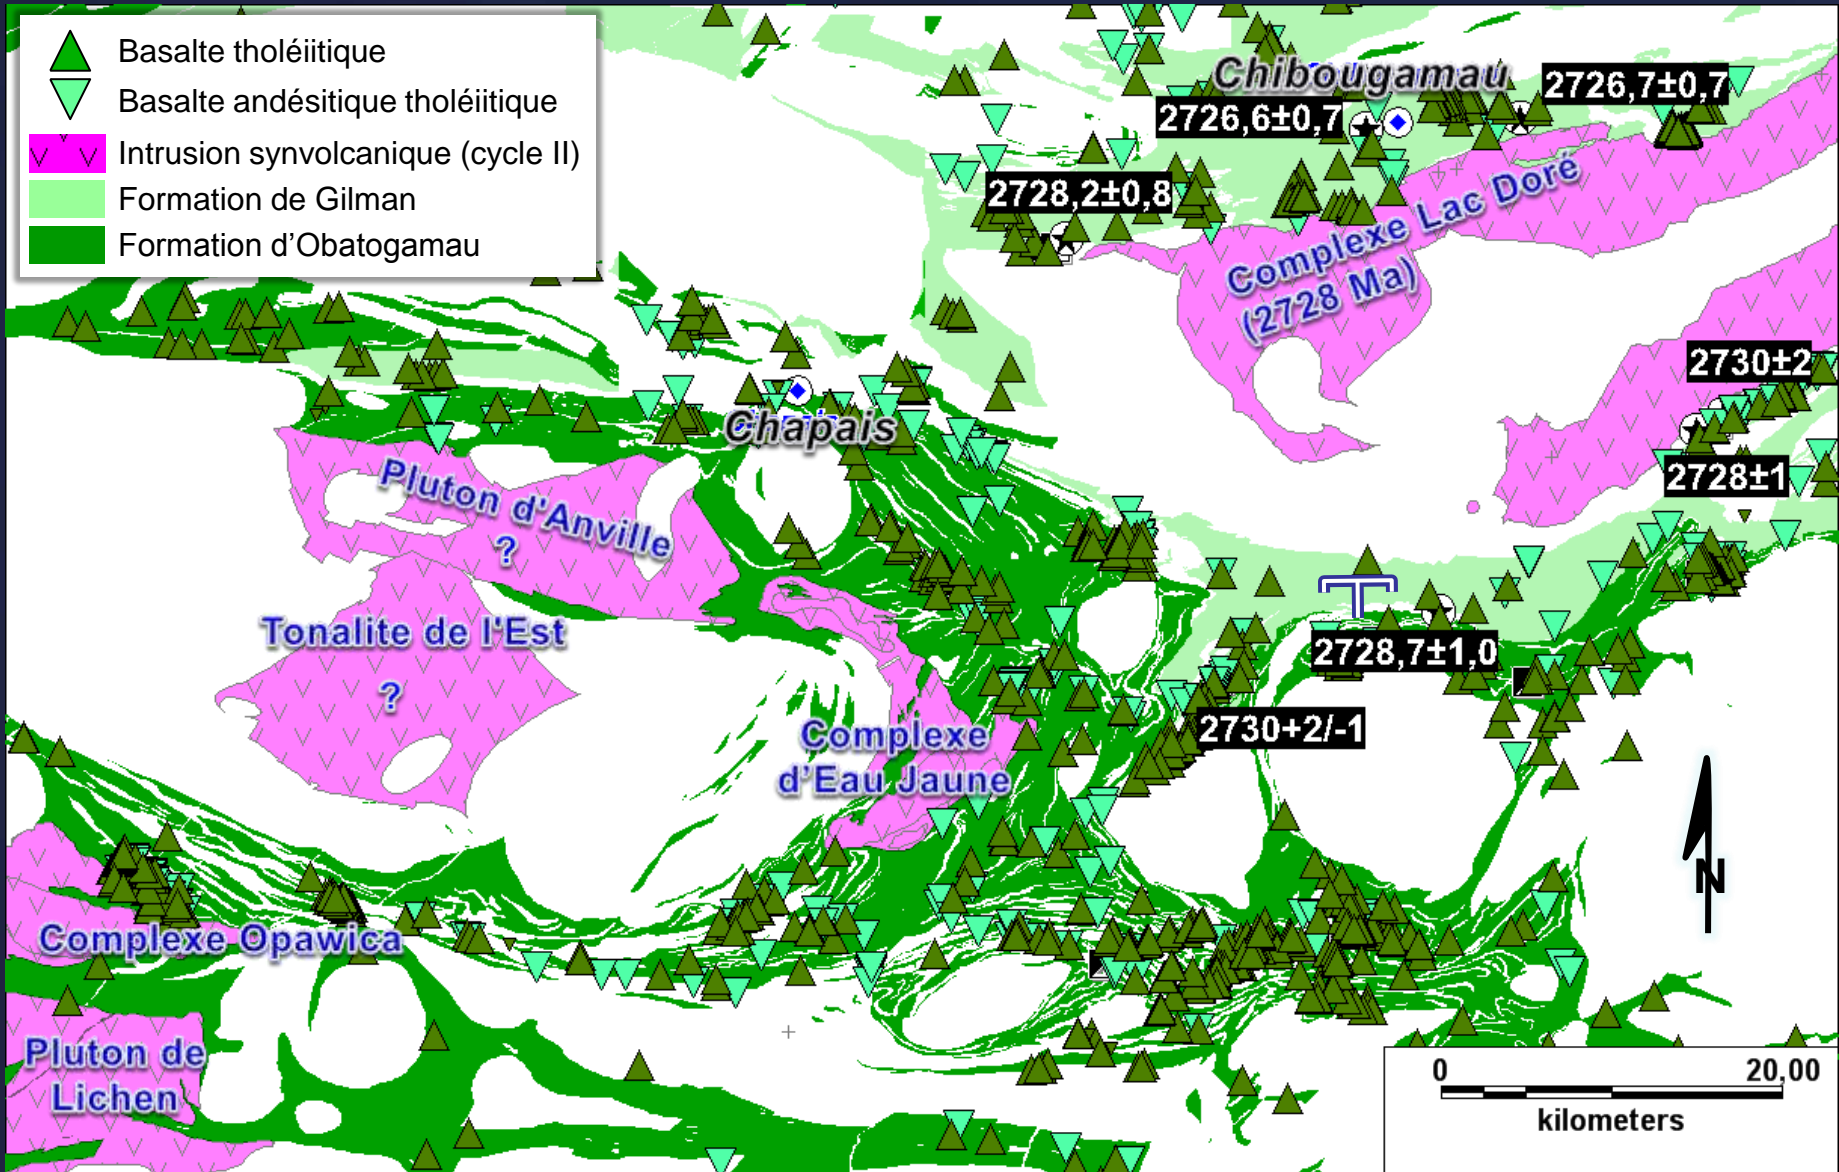 Basalte tholéiitique
Basalte andésitique tholéiitique
Intrusion synvolcanique (cycle II)
Formation de Gilman
Formation d'Obatogamau
Chibougamau
2726,7±0,7
2726,6±0,7
2728,2±0,8
Complexe Lac Doré
(2728 Ma)
2730±2
Chapais
2728±1
Pluton d'Anville
?
Tonalite de l'Est
?
2728,7±1,0
2730+2/-1
Complexe
d'Eau Jaune
N
Complexe Opawica
Pluton de
Lichen
0 20,00
kilometers